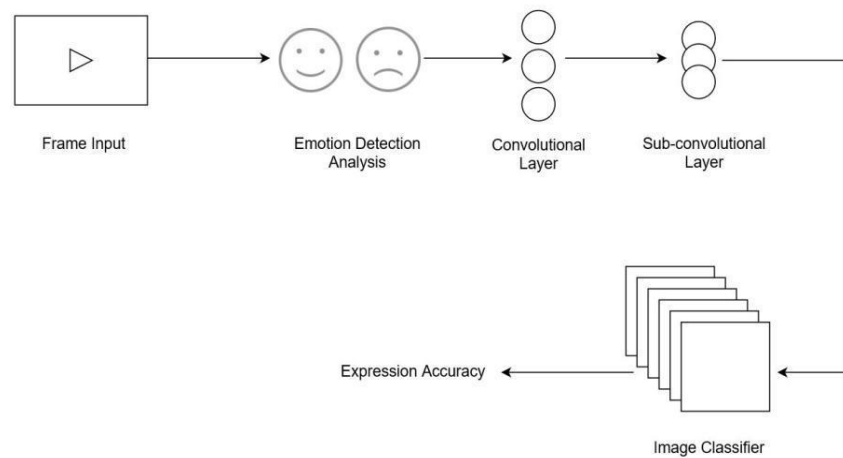 Frame Input
Emotion Detection
Analysis
Convolutional
Layer
Sub-convolutional
Layer
Expression Accuracy
Image Classifier